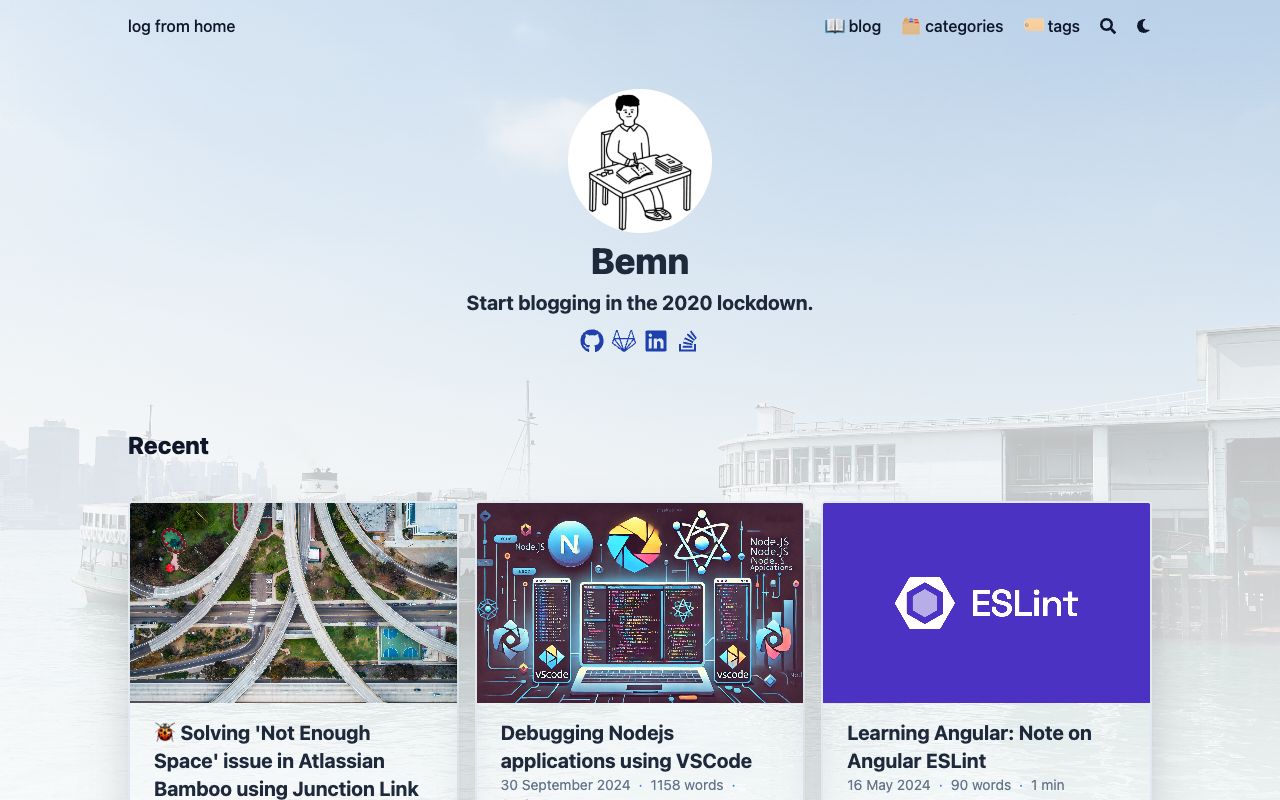 log from home
📖 blog
🗂️ categories
🏷️ tags
Bemn
Start blogging in the 2020 lockdown.
Recent
Node.JS
Node.JS
Node.JS
Applications
N
VScode
vscode
ESLint
🐞 Solving 'Not Enough
Space' issue in Atlassian
Bamboo using Junction Link
Debugging Nodejs
applications using VSCode
30 September 2024 · 1158 words ·
Learning Angular: Note on
Angular ESLint
16 May 2024 · 90 words · 1 min